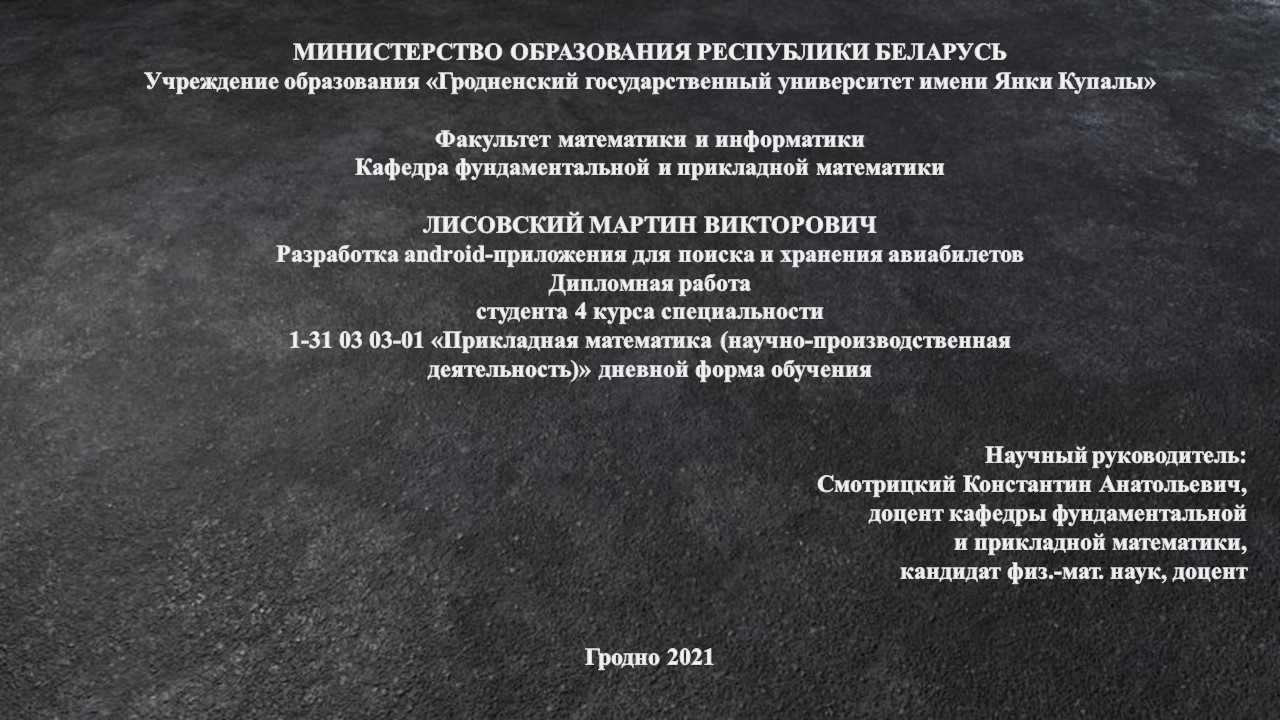 МИНИСТЕРСТВО ОБРАЗОВАНИЯ РЕСПУБЛИКИ БЕЛАРУСЬ
Учреждение образования «Гродненский государственный университет имени Янки Купалы»
Факультет математики и информатики
Кафедра фундаментальной и прикладной математики
ЛИСОВСКИЙ МАРТИН ВИКТОРОВИЧ
Разработка android-приложения для поиска и хранения авиабилетов
Дипломная работа
студента 4 курса специальности
1-31 03 03-01 «Прикладная математика (научно-производственная
деятельность)» дневной форма обучения
Научный руководитель:
Смотрицкий Константин Анатольевич,
доцент кафедры фундаментальной
и прикладной математики,
кандидат физ.-мат. наук, доцент
Гродно 2021